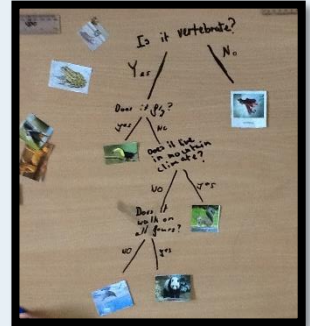 Is it vertebrate?
Yes
No
Does it fly?
yes
No
Does it live
in mountain
climate?
NO
yes
Does it
walk on
all fours?
NO
yes